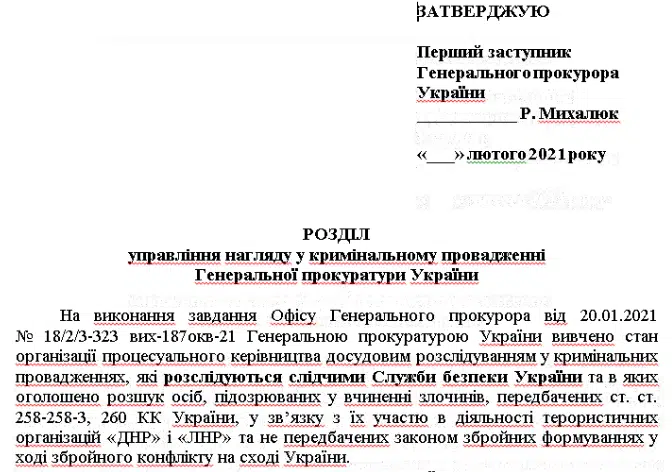 ЗАТВЕРДЖУЮ
Перший заступник
Генерального прокурора
України
____________ Р. Михалюк
«___» лютого 2021 року
РОЗДІЛ
управління нагляду у кримінальному провадженні
Генеральної прокуратури України
На виконання завдання Офісу Генерального прокурора від 20.01.2021
№ 18/2/3-323 вих-187окв-21 Генеральною прокуратурою України вивчено стан
організації процесуального керівництва досудовим розслідуванням у кримінальних
провадженнях, які розслідуються слідчими Служби безпеки України та в яких
оголошено розшук осіб, підозрюваних у вчиненні злочинів, передбачених ст. ст.
258-258-3, 260 КК України, у зв’язку з їх участю в діяльності терористичних
організацій «ДНР» і «ЛНР» та не передбачених законом збройних формуваннях у
ході збройного конфлікту на сході України.